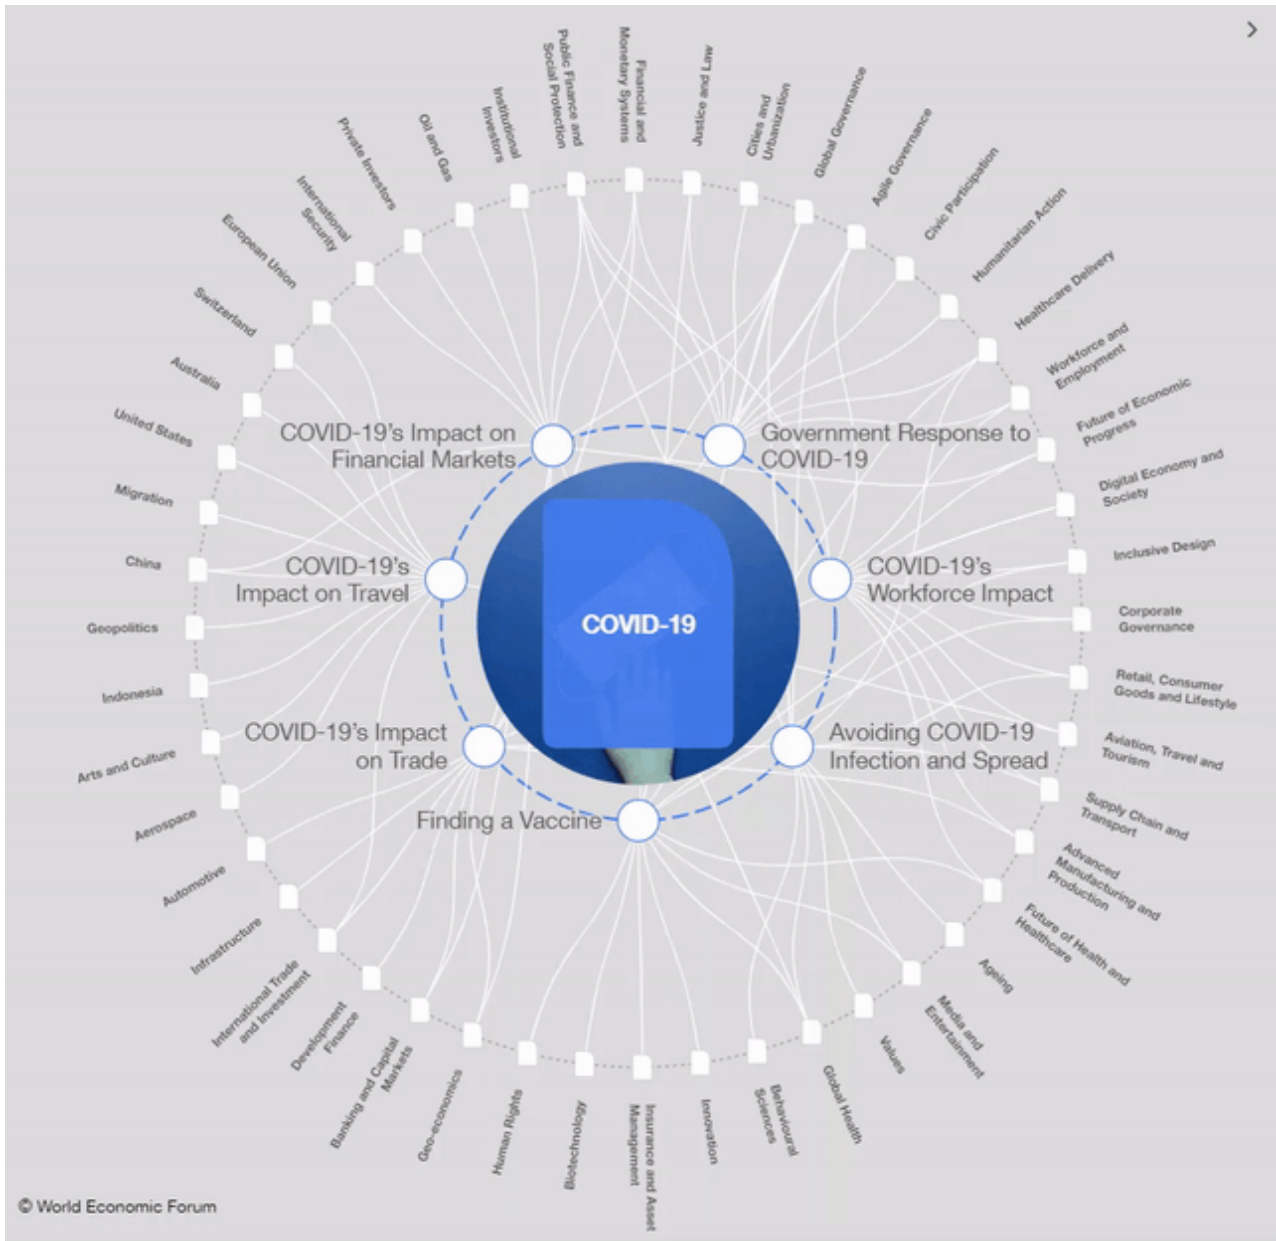 Public Finance and
Social Protection
Financial and
Monetary Systems
Justice and Law
Cities and
Urbanization
Global Governance
Agile Governance
Civic Participation
Humanitarian Action
Healthcare Delivery
Workforce and
Employment
Future of Economic
Progress
Digital Economy and
Society
Inclusive Design
Corporate
Governance
Retail, Consumer
Goods and Lifestyle
Aviation, Travel and
Tourism
Supply Chain and
Transport
Advanced
Manufacturing and
Production
Future of Health and
Healthcare
Ageing
Media and
Entertainment
Values
Global Health
Behavioural
Sciences
Innovation
Insurance and Asset
Management
Biotechnology
Human Rights
Geo-economics
Banking and Capital
Markets
Development
Finance
International Trade
and Investment
Infrastructure
Automotive
Aerospace
Arts and Culture
Indonesia
Geopolitics
China
Migration
United States
Australia
Switzerland
European Union
International
Security
Private Investors
Oil and Gas
Institutional
Investors
COVID-19's Impact on
Financial Markets
Government Response to
COVID-19
COVID-19's
Impact on Travel
COVID-19's
Workforce Impact
COVID-19
COVID-19's Impact
on Trade
Avoiding COVID-19
Infection and Spread
Finding a Vaccine
© World Economic Forum